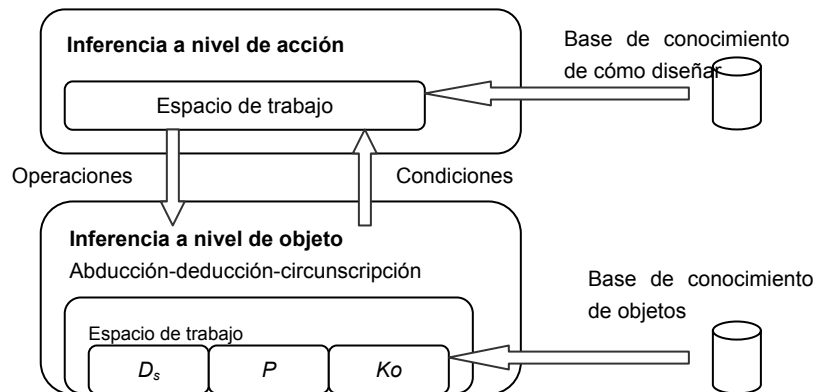 Inferencia a nivel de acción
Espacio de trabajo
Base de conocimiento
de cómo diseñar
Operaciones
Condiciones
Inferencia a nivel de objeto
Abducción-deducción-circunscripción
Espacio de trabajo
Dₛ
P
Ko
Base de conocimiento
de objetos